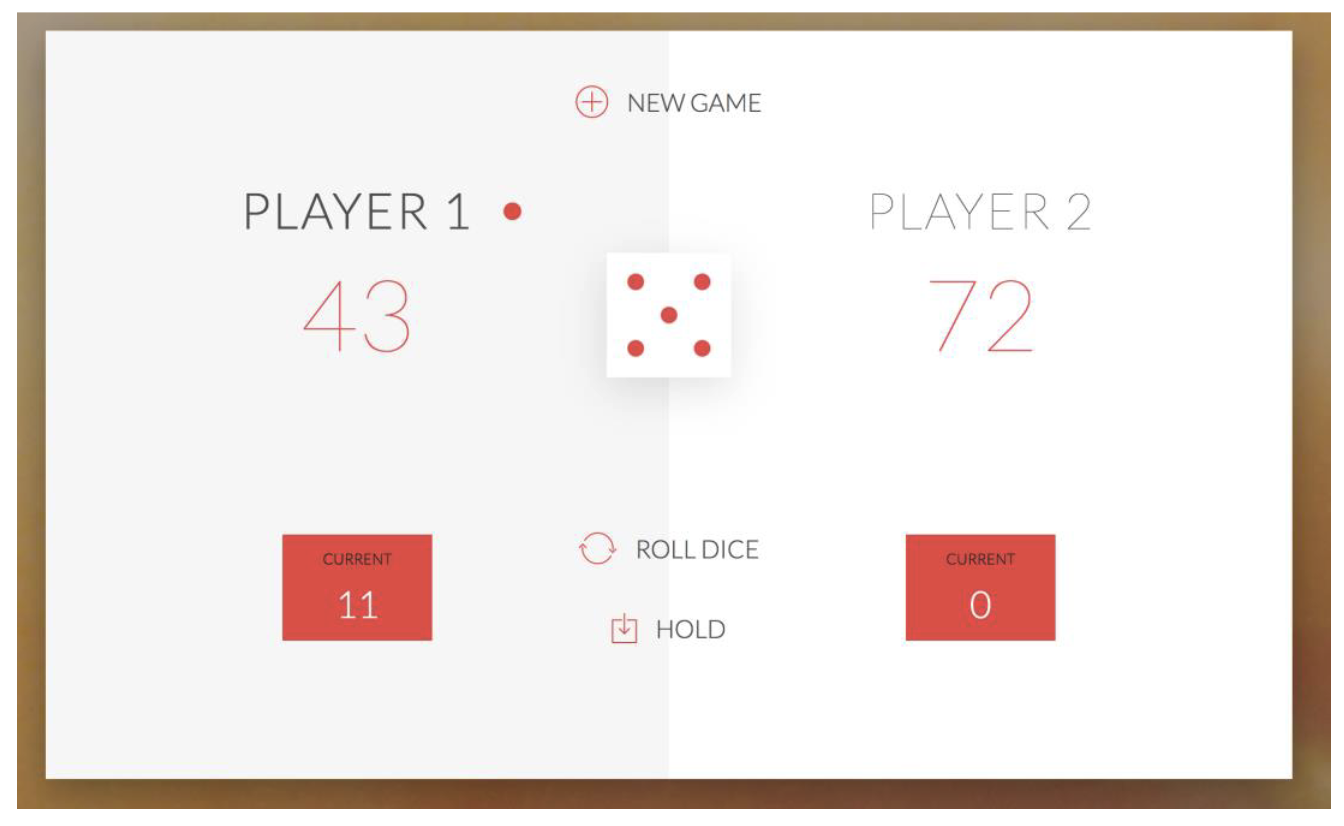 NEW GAME
PLAYER 1
PLAYER 2
43
72
CURRENT
11
ROLL DICE
HOLD
CURRENT
0